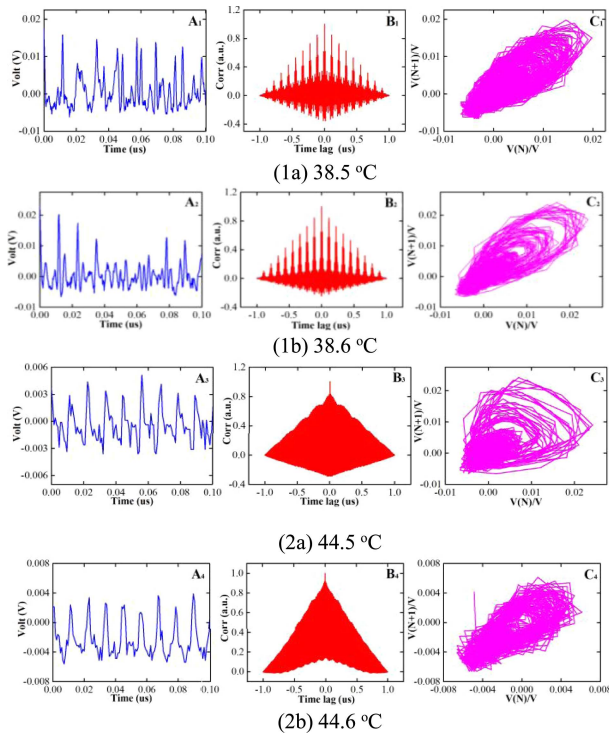 A1 B1 C1
Volt (V) 0.02 0.01 0.00 -0.01
0.00 0.02 0.04 0.06 0.08 0.10
Time (us)
Corr (a.u.) 1.2 0.8 0.4 0.0 -0.4
-1.0 -0.5 0.0 0.5 1.0
Time lag (us)
V(N+1)/V 0.02 0.01 0.00 -0.01
-0.01 0.00 0.01 0.02
V(N)/V
(1a) 38.5 °C
A2 B2 C2
Volt (V) 0.02 0.01 0.00 -0.01
0.00 0.02 0.04 0.06 0.08 0.10
Time (us)
Corr (a.u.) 1.2 0.8 0.4 0.0 -0.4
-1.0 -0.5 0.0 0.5 1.0
Time lag (us)
V(N+1)/V 0.02 0.01 0.00 -0.01
-0.01 0.00 0.01 0.02
V(N)/V
(1b) 38.6 °C
A3 B3 C3
Volt (V) 0.006 0.003 0.000 -0.003 -0.006
0.00 0.02 0.04 0.06 0.08 0.10
Time (us)
Corr (a.u.) 1.2 0.8 0.4 0.0 -0.4
-1.0 -0.5 0.0 0.5 1.0
Time lag (us)
V(N+1)/V 0.02 0.01 0.00 -0.01
-0.01 0.00 0.01 0.02
V(N)/V
(2a) 44.5 °C
A4 B4 C4
Volt (V) 0.008 0.004 0.000 -0.004 -0.008
0.00 0.02 0.04 0.06 0.08 0.10
Time (us)
Corr (a.u.) 1.0 0.8 0.6 0.4 0.2 0.0
-1.0 -0.5 0.0 0.5 1.0
Time lag (us)
V(N+1)/V 0.008 0.004 0.000 -0.004 -0.008
-0.008 -0.004 0.000 0.004 0.008
V(N)/V
(2b) 44.6 °C